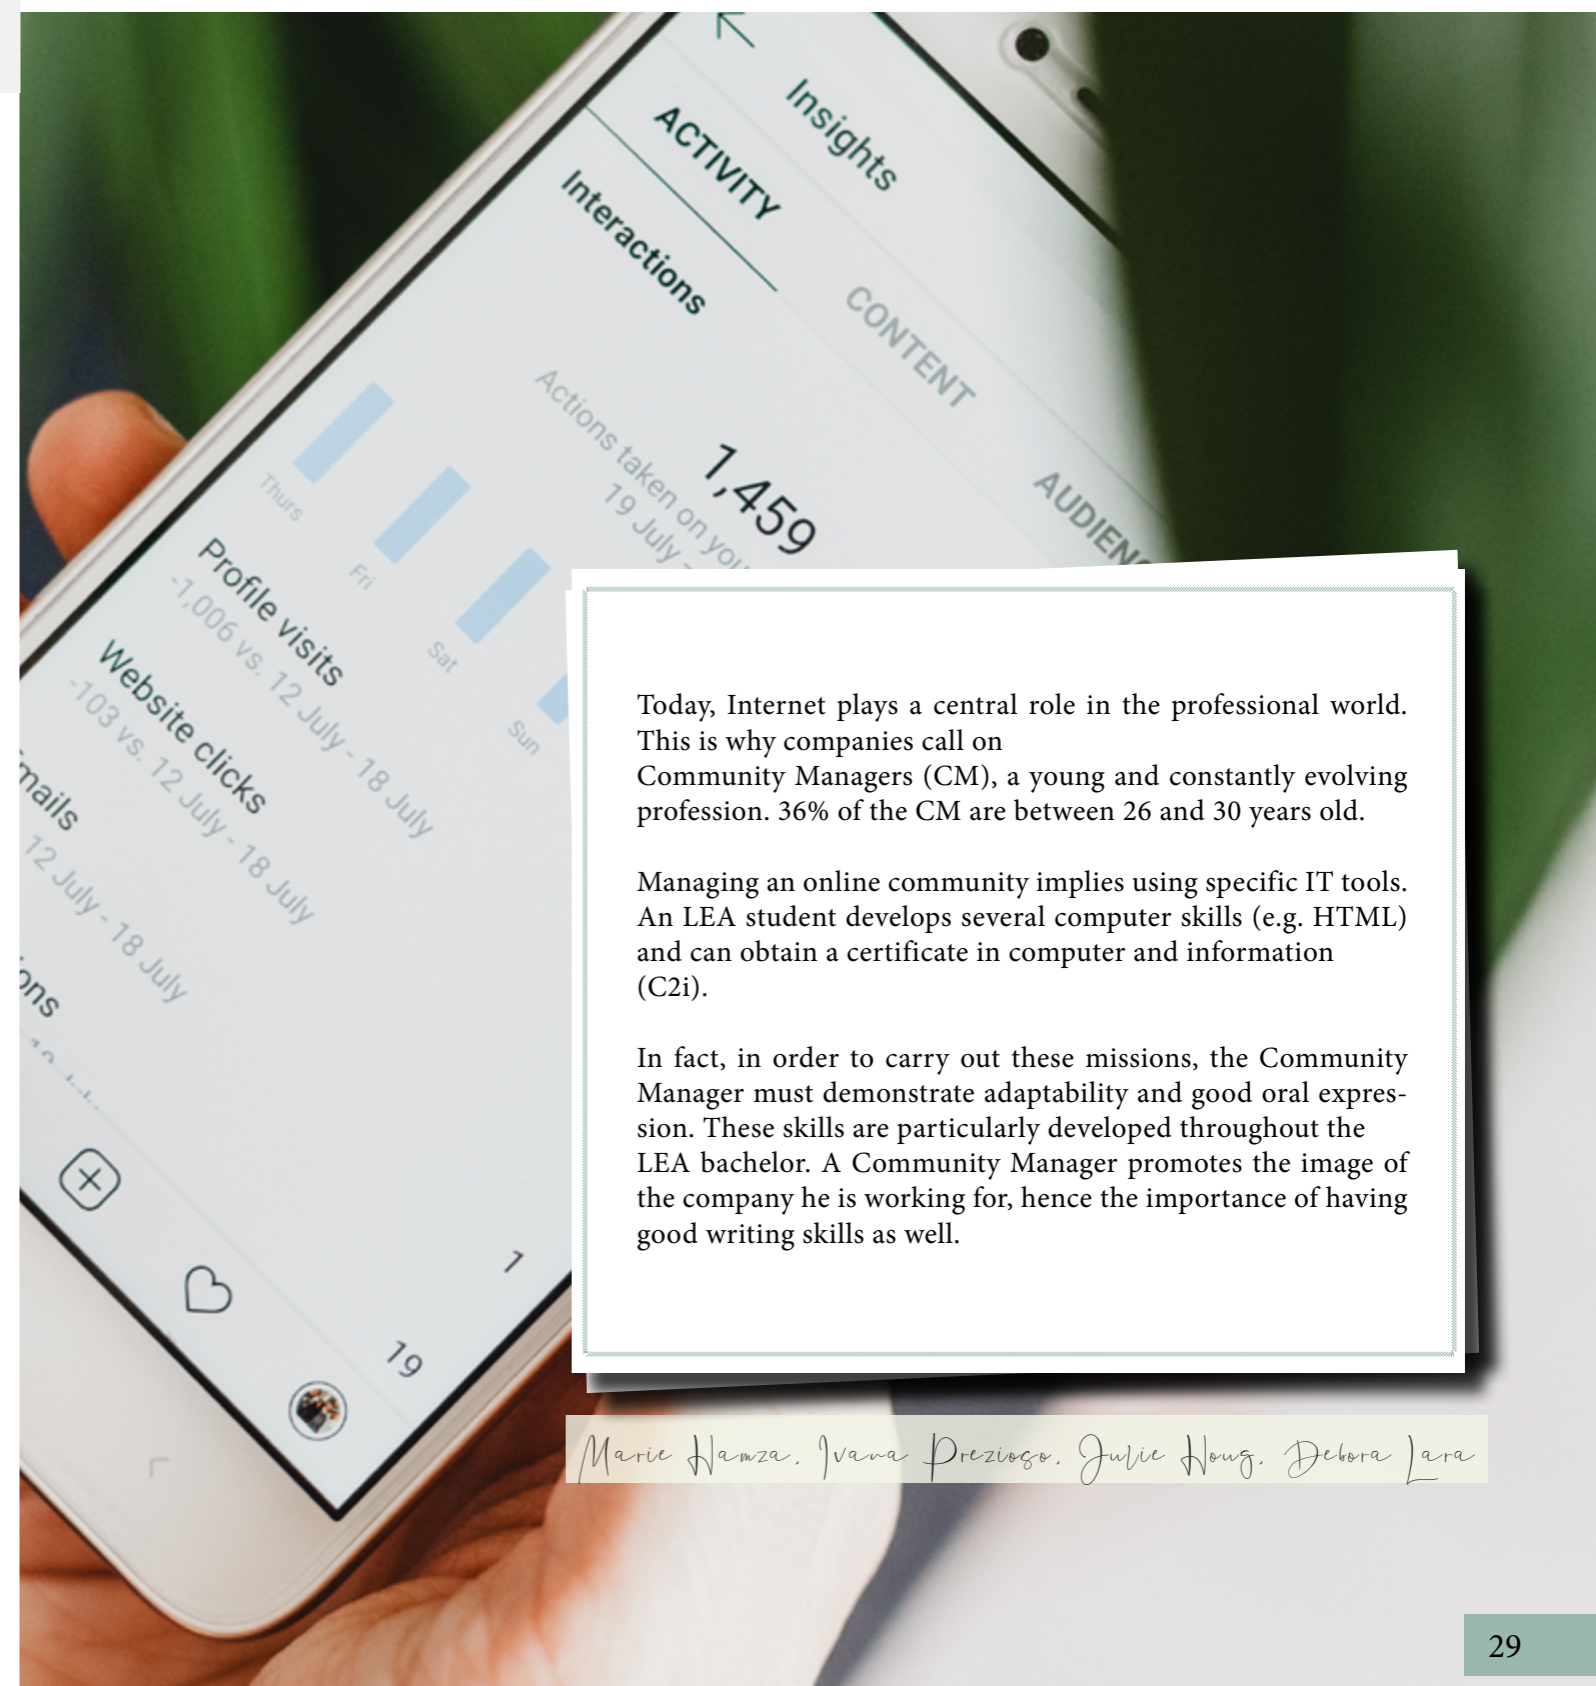 Insights
ACTIVITY
CONTENT
Interactions
1,459
Actions taken on you
19 July -
Thurs
Fri
Sat
Sun
Profile visits
-1,006 vs. 12 July - 18 July
Website clicks
-103 vs. 12 July - 18 July
12 July - 18 July
1
19
Today, Internet plays a central role in the professional world.
This is why companies call on
Community Managers (CM), a young and constantly evolving
profession. 36% of the CM are between 26 and 30 years old.
Managing an online community implies using specific IT tools.
An LEA student develops several computer skills (e.g. HTML)
and can obtain a certificate in computer and information
(C2i).
In fact, in order to carry out these missions, the Community
Manager must demonstrate adaptability and good oral expres-
sion. These skills are particularly developed throughout the
LEA bachelor. A Community Manager promotes the image of
the company he is working for, hence the importance of having
good writing skills as well.
Marie Hamza, Ivana Prezioso, Julie Houg, Debora Lara
29